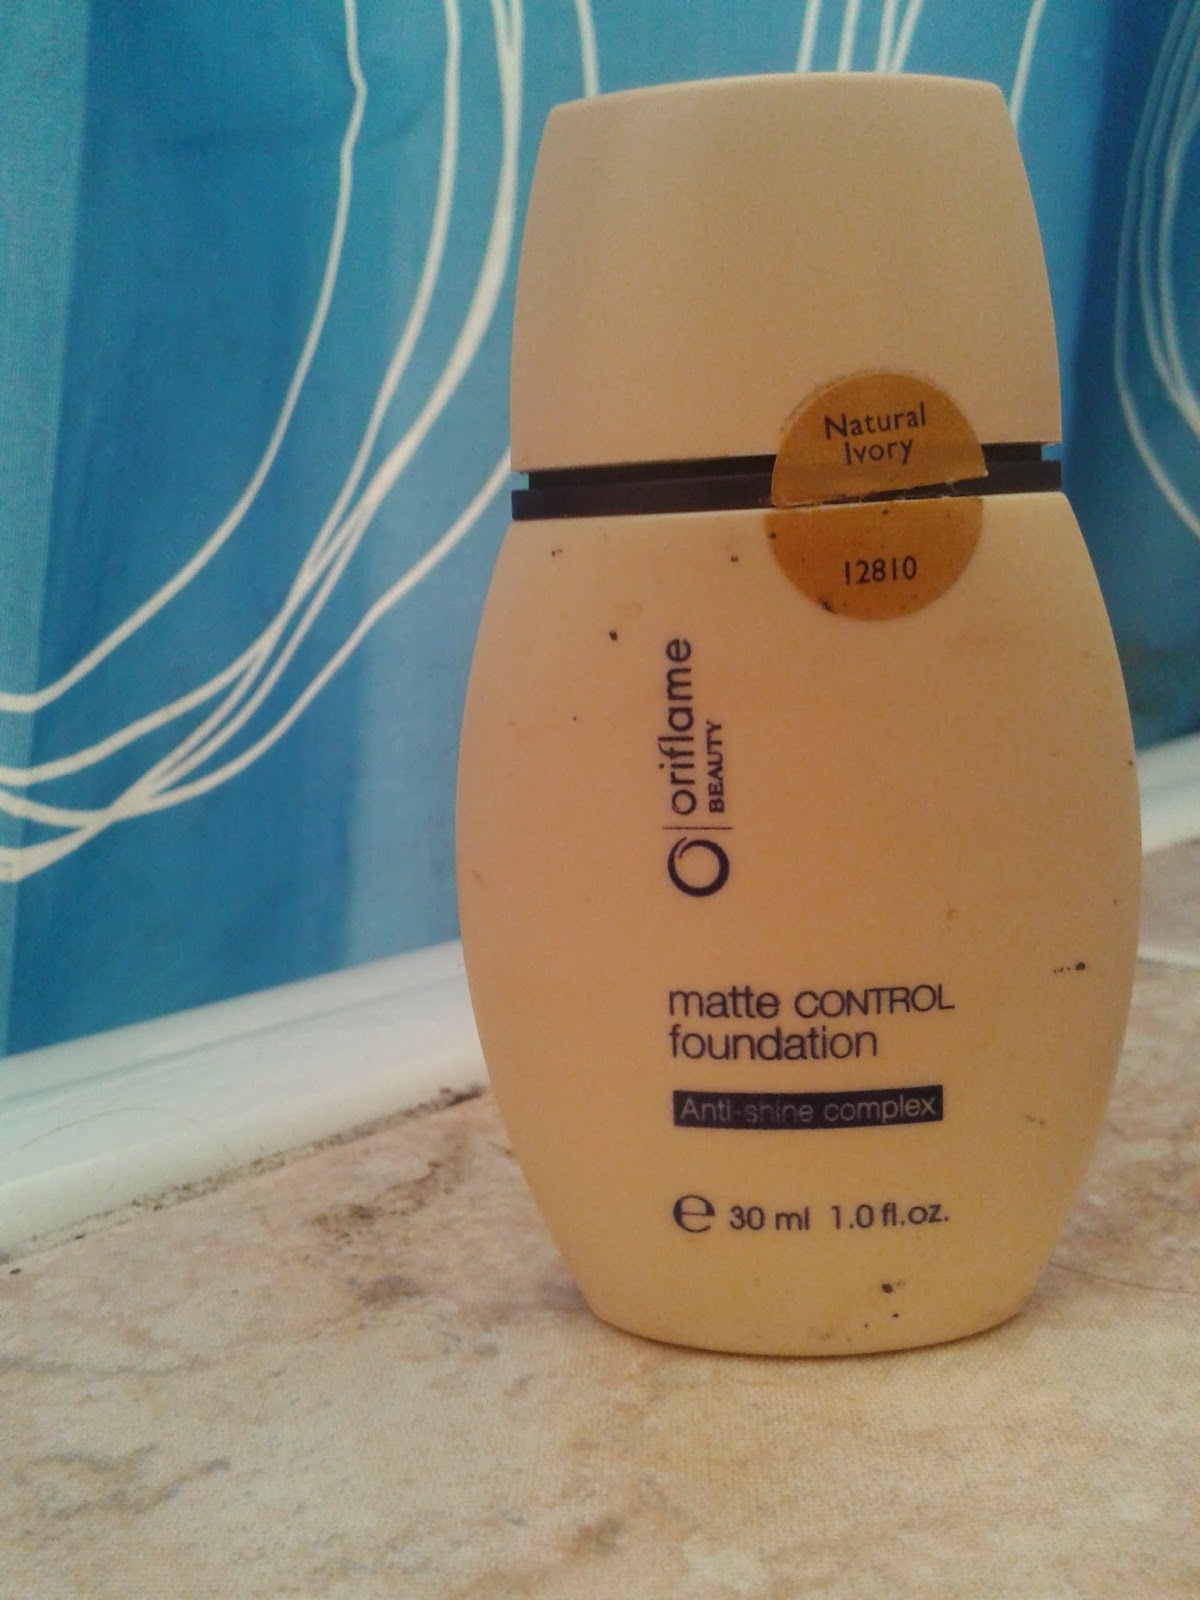 Natural
Ivory
12810
oriflame
BEAUTY
matte CONTROL
foundation
Anti-shine complex
e 30 ml 1.0 fl.oz.